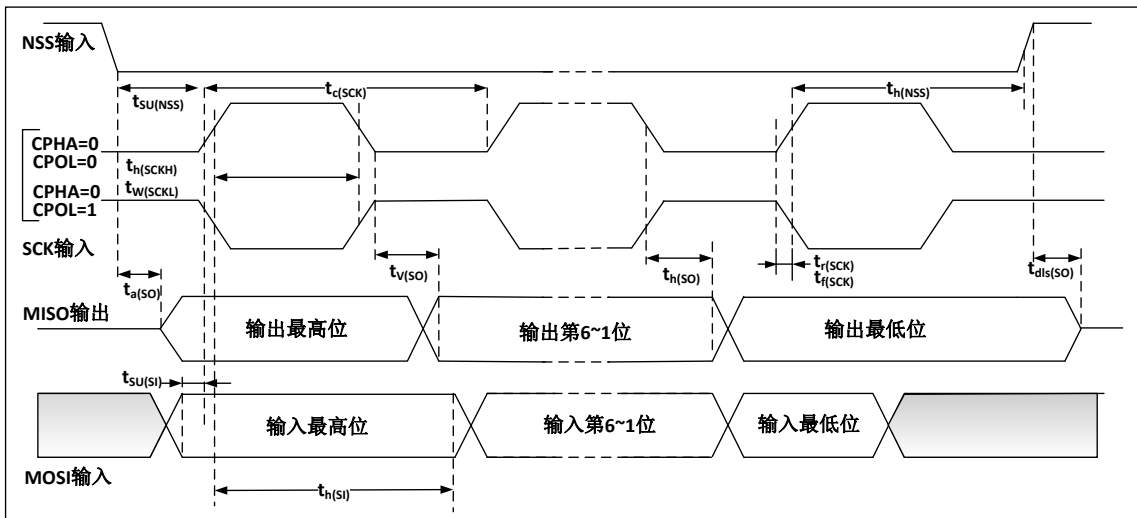 NSS输入
tSU(NSS)
tc(SCK)
th(NSS)
CPHA=0
CPOL=0
th(SCKH)
CPHA=0
tW(SCKL)
CPOL=1
SCK输入
ta(SO)
tV(SO)
th(SO)
tr(SCK)
tf(SCK)
tdis(SO)
MISO输出
输出最高位
输出第6~1位
输出最低位
tSU(SI)
输入最高位
输入第6~1位
输入最低位
MOSI输入
th(SI)